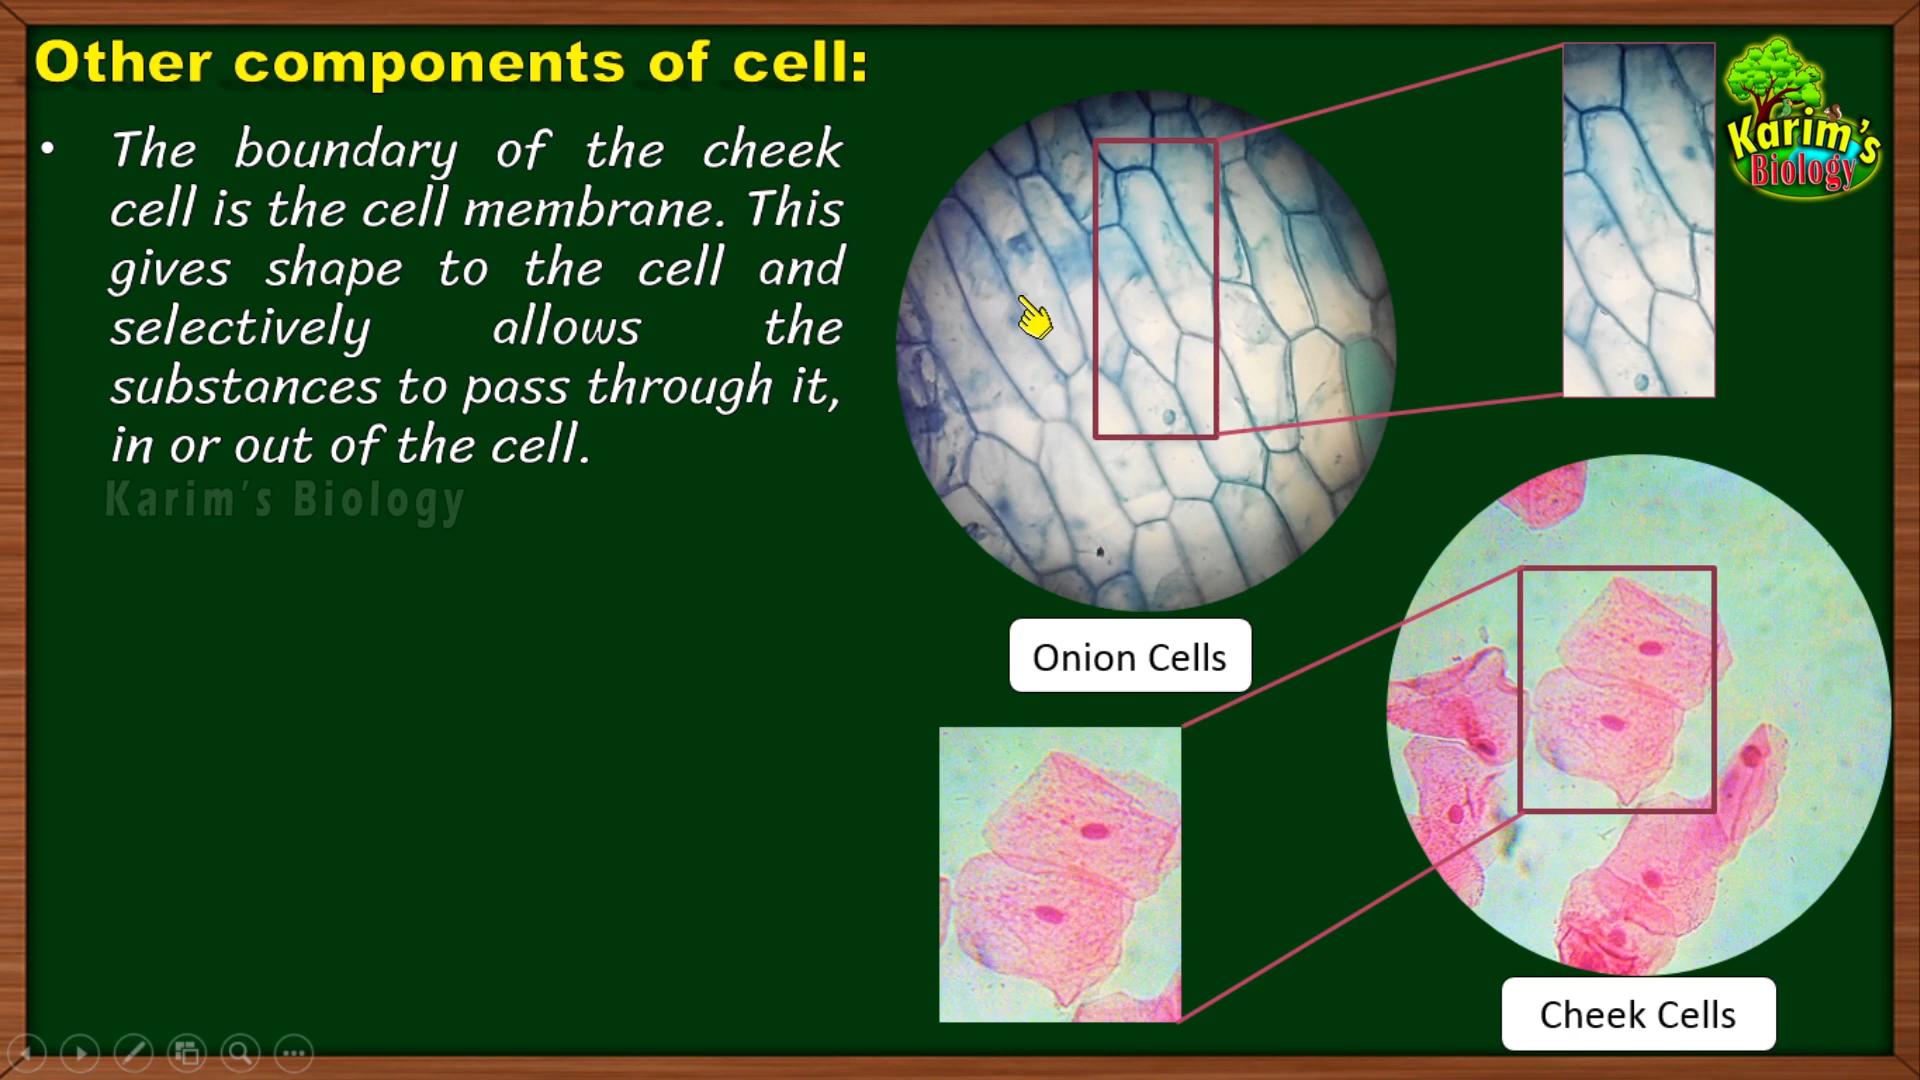 Other components of cell:
• The boundary of the cheek
cell is the cell membrane. This
gives shape to the cell and
selectively allows the
substances to pass through it,
in or out of the cell.
Karim's Biology
Karim's
Biology
Onion Cells
Cheek Cells